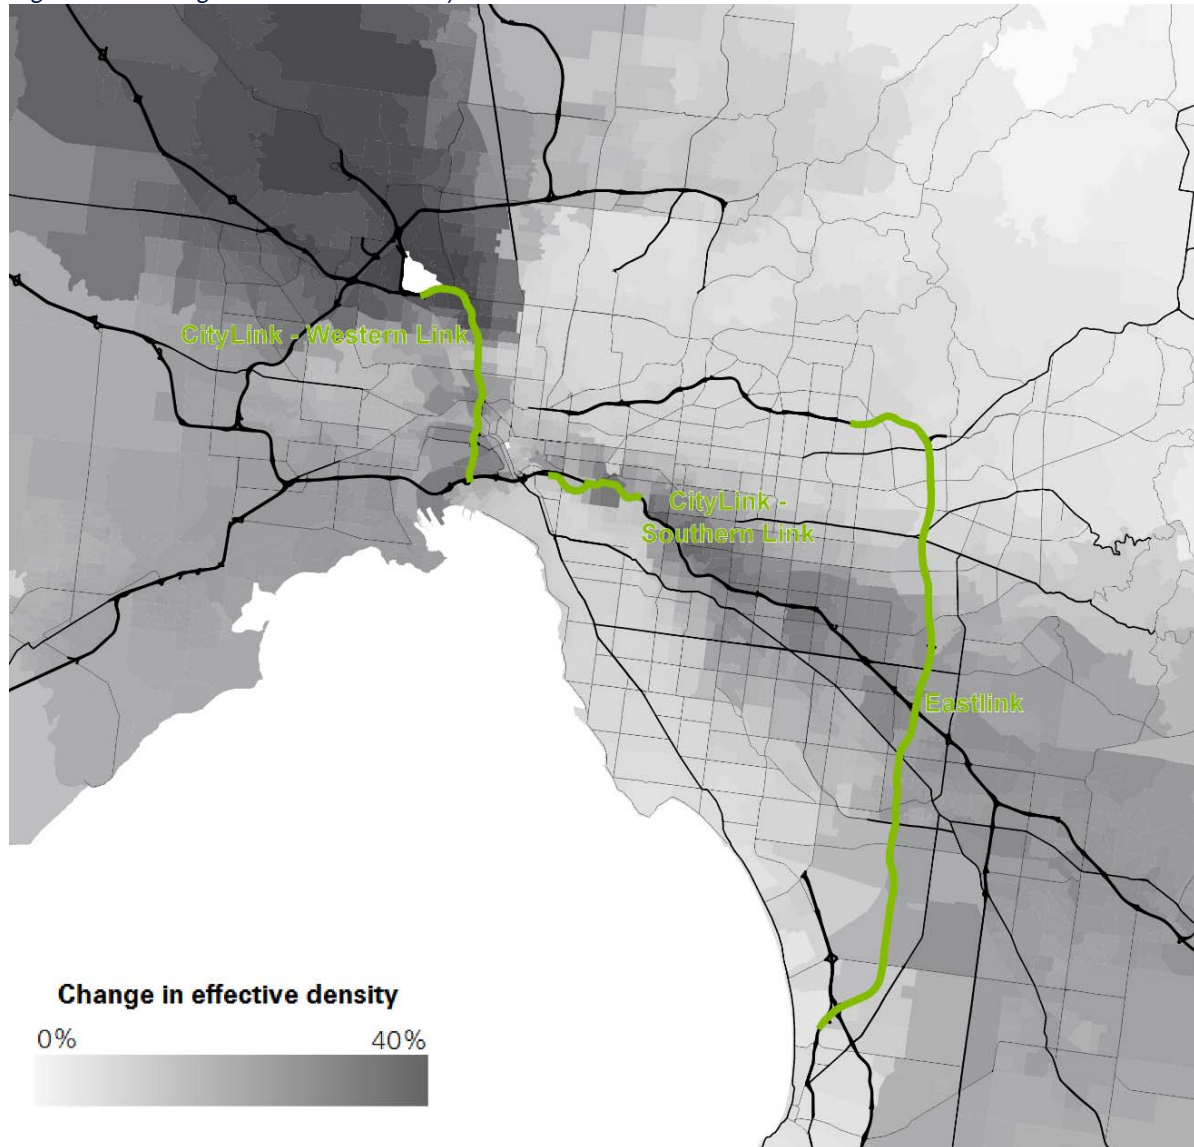 CityLink - Western Link
CityLink -
Southern Link
Eastlink
Change in effective density
0%
40%